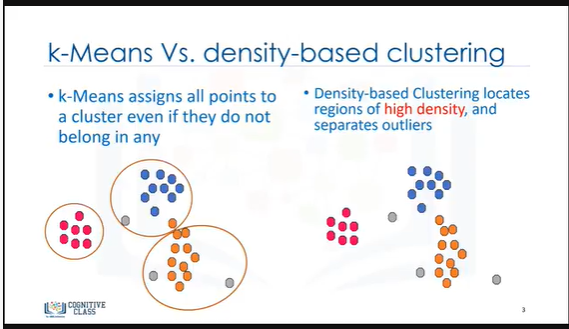 k-Means Vs. density-based clustering
• k-Means assigns all points to
a cluster even if they do not
belong in any
• Density-based Clustering locates
regions of high density, and
separates outliers
COGNITIVE
CLASS
3